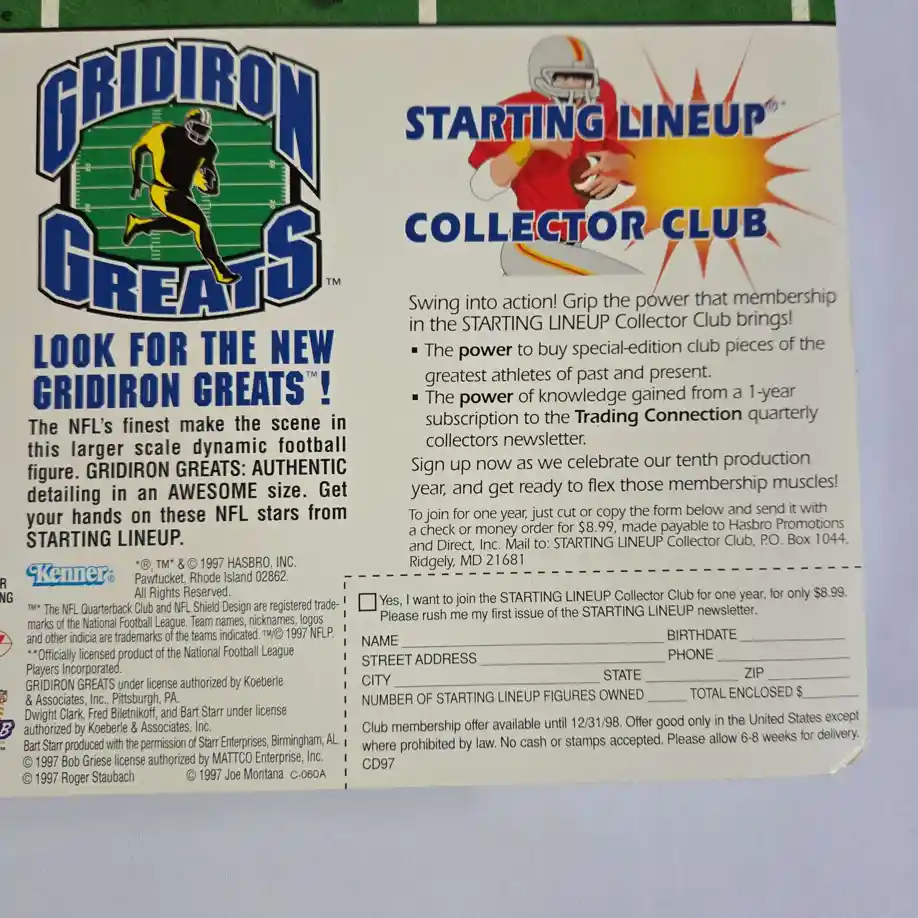 GRIDIRON
GREATS™
LOOK FOR THE NEW
GRIDIRON GREATS™!
The NFL's finest make the scene in
this larger scale dynamic football
figure. GRIDIRON GREATS: AUTHENTIC
detailing in an AWESOME size. Get
your hands on these NFL stars from
STARTING LINEUP.
Kenner®
*®, TM* & © 1997 HASBRO, INC.
Pawtucket, Rhode Island 02862.
All Rights Reserved.
TM* The NFL Quarterback Club and NFL Shield Design are registered trade-
marks of the National Football League. Team names, nicknames, logos
and other indicia are trademarks of the teams indicated. TM/© 1997 NFLP.
**Officially licensed product of the National Football League
Players Incorporated.
GRIDIRON GREATS under license authorized by Koeberle
& Associates, Inc., Pittsburgh, PA.
Dwight Clark, Fred Biletnikoff, and Bart Starr under license
authorized by Koeberle & Associates, Inc.
Bart Starr produced with the permission of Starr Enterprises, Birmingham, AL.
© 1997 Bob Griese license authorized by MATTCO Enterprise, Inc.
© 1997 Roger Staubach © 1997 Joe Montana C-060A
STARTING LINEUP®
COLLECTOR CLUB
Swing into action! Grip the power that membership
in the STARTING LINEUP Collector Club brings!
▪ The power to buy special-edition club pieces of the
greatest athletes of past and present.
▪ The power of knowledge gained from a 1-year
subscription to the Trading Connection quarterly
collectors newsletter.
Sign up now as we celebrate our tenth production
year, and get ready to flex those membership muscles!
To join for one year, just cut or copy the form below and send it with
a check or money order for $8.99, made payable to Hasbro Promotions
and Direct, Inc. Mail to: STARTING LINEUP Collector Club, P.O. Box 1044,
Ridgely, MD 21681
Yes, I want to join the STARTING LINEUP Collector Club for one year, for only $8.99.
Please rush me my first issue of the STARTING LINEUP newsletter.
NAME BIRTHDATE
STREET ADDRESS PHONE
CITY STATE ZIP
NUMBER OF STARTING LINEUP FIGURES OWNED TOTAL ENCLOSED $
Club membership offer available until 12/31/98. Offer good only in the United States except
where prohibited by law. No cash or stamps accepted. Please allow 6-8 weeks for delivery.
CD97